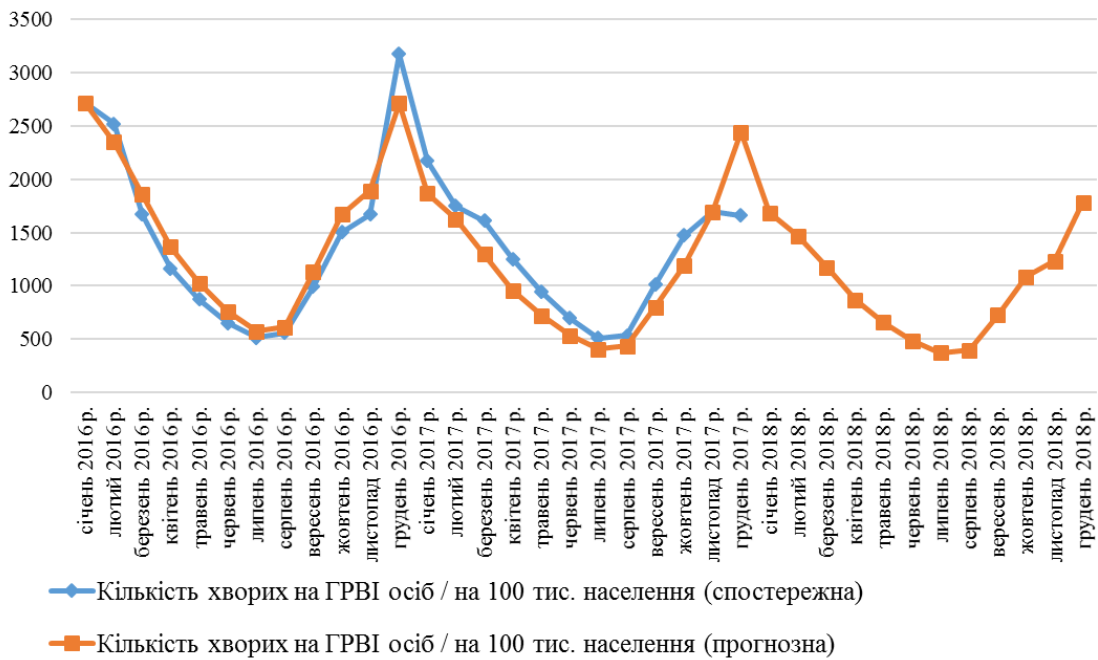 3500
3000
2500
2000
1500
1000
500
0
січень 2016 р.
лютий 2016 р.
березень 2016 р.
квітень 2016 р.
травень 2016 р.
червень 2016 р.
липень 2016 р.
серпень 2016 р.
вересень 2016 р.
жовтень 2016 р.
листопад 2016 р.
грудень 2016 р.
січень 2017 р.
лютий 2017 р.
березень 2017 р.
квітень 2017 р.
травень 2017 р.
червень 2017 р.
липень 2017 р.
серпень 2017 р.
вересень 2017 р.
жовтень 2017 р.
листопад 2017 р.
грудень 2017 р.
січень 2018 р.
лютий 2018 р.
березень 2018 р.
квітень 2018 р.
травень 2018 р.
червень 2018 р.
липень 2018 р.
серпень 2018 р.
вересень 2018 р.
жовтень 2018 р.
листопад 2018 р.
грудень 2018 р.
Кількість хворих на ГРВІ осіб / на 100 тис. населення (спостережна)
Кількість хворих на ГРВІ осіб / на 100 тис. населення (прогнозна)